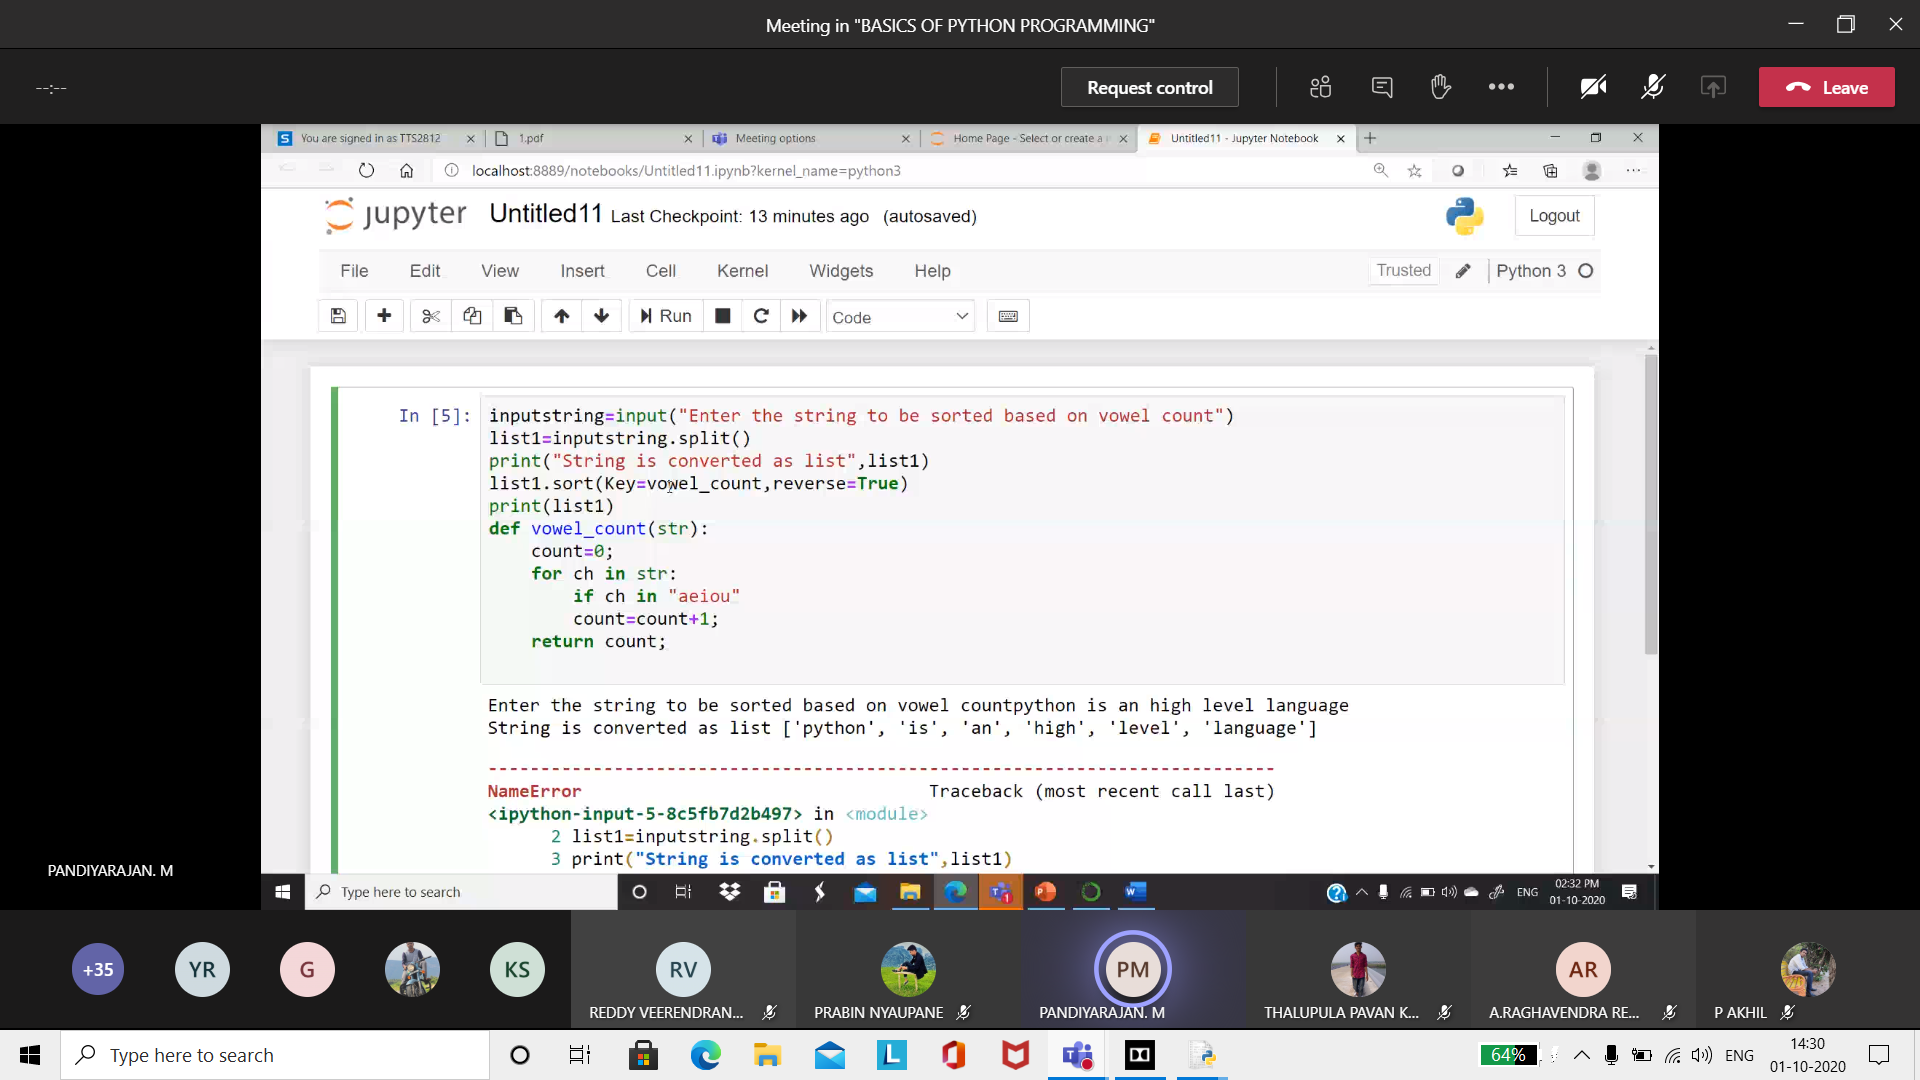 Meeting in "BASICS OF PYTHON PROGRAMMING"
--:--
Request control
Leave
You are signed in as TTS2812
1.pdf
Meeting options
Home Page - Select or create a n
Untitled11 - Jupyter Notebook
localhost:8889/notebooks/Untitled11.ipynb?kernel_name=python3
jupyter Untitled11 Last Checkpoint: 13 minutes ago (autosaved)
Logout
File Edit View Insert Cell Kernel Widgets Help
Trusted
Python 3
Run
Code
In [5]:
inputstring=input("Enter the string to be sorted based on vowel count")
list1=inputstring.split()
print("String is converted as list",list1)
list1.sort(Key=vowel_count,reverse=True)
print(list1)
def vowel_count(str):
    count=0;
    for ch in str:
        if ch in "aeiou"
        count=count+1;
    return count;
Enter the string to be sorted based on vowel countpython is an high level language
String is converted as list ['python', 'is', 'an', 'high', 'level', 'language']
---------------------------------------------------------------------------
NameError Traceback (most recent call last)
<ipython-input-5-8c5fb7d2b497> in <module>
      2 list1=inputstring.split()
      3 print("String is converted as list",list1)
PANDIYARAJAN. M
Type here to search
ENG
02:32 PM
01-10-2020
+35
YR
G
KS
RV
PM
AR
REDDY VEERENDRAN...
PRABIN NYAUPANE
PANDIYARAJAN. M
THALUPULA PAVAN K...
A.RAGHAVENDRA RE...
P AKHIL
Type here to search
64%
ENG
14:30
01-10-2020